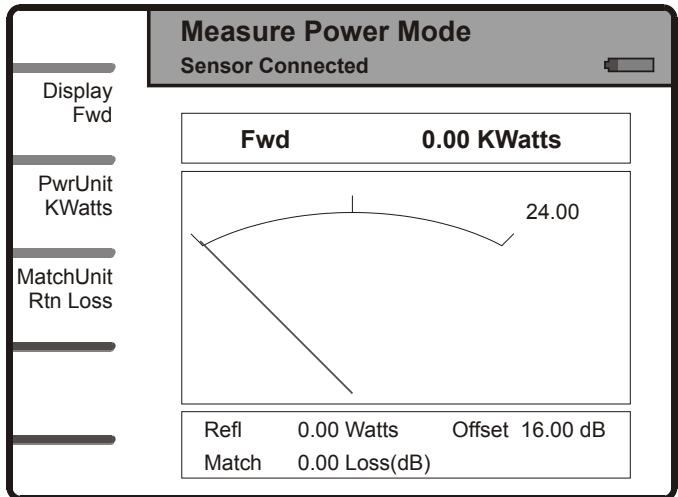 Measure Power Mode
Sensor Connected
Display
Fwd
PwrUnit
KWatts
MatchUnit
Rtn Loss
Fwd 0.00 KWatts
24.00
Refl 0.00 Watts Offset 16.00 dB
Match 0.00 Loss(dB)